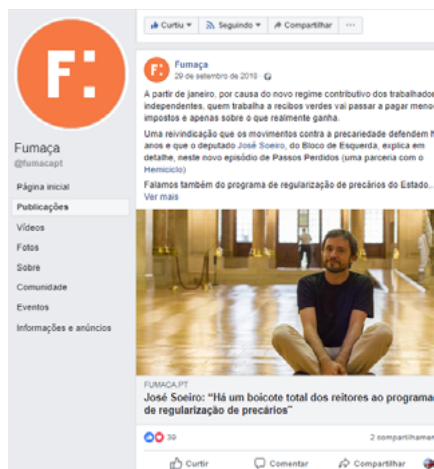 Curtiu
Seguindo
Compartilhar
F:
Fumaça
@fumacapt
Página inicial
Publicações
Vídeos
Fotos
Sobre
Comunidade
Eventos
Informações e anúncios
F:
Fumaça
29 de setembro de 2018
A partir de janeiro, por causa do novo regime contributivo dos trabalhador
independentes, quem trabalha a recibos verdes vai passar a pagar menos
impostos e apenas sobre o que realmente ganha.
Uma reivindicação que os movimentos contra a precariedade defendem h
anos e que o deputado José Soeiro, do Bloco de Esquerda, explica em
detalhe, neste novo episódio de Passos Perdidos (uma parceria com o
Hemiciclo)
Falamos também do programa de regularização de precários do Estado...
Ver mais
FUMACA.PT
José Soeiro: “Há um boicote total dos reitores ao programa
de regularização de precários”
39
2 compartilhamen
Curtir
Comentar
Compartilhar